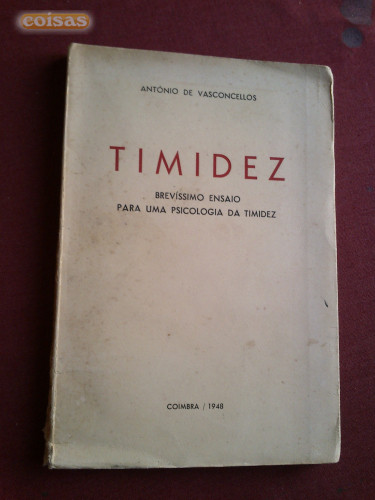 coisas
ANTÓNIO DE VASCONCELLOS
TIMIDEZ
BREVÍSSIMO ENSAIO
PARA UMA PSICOLOGIA DA TIMIDEZ
COIMBRA / 1948